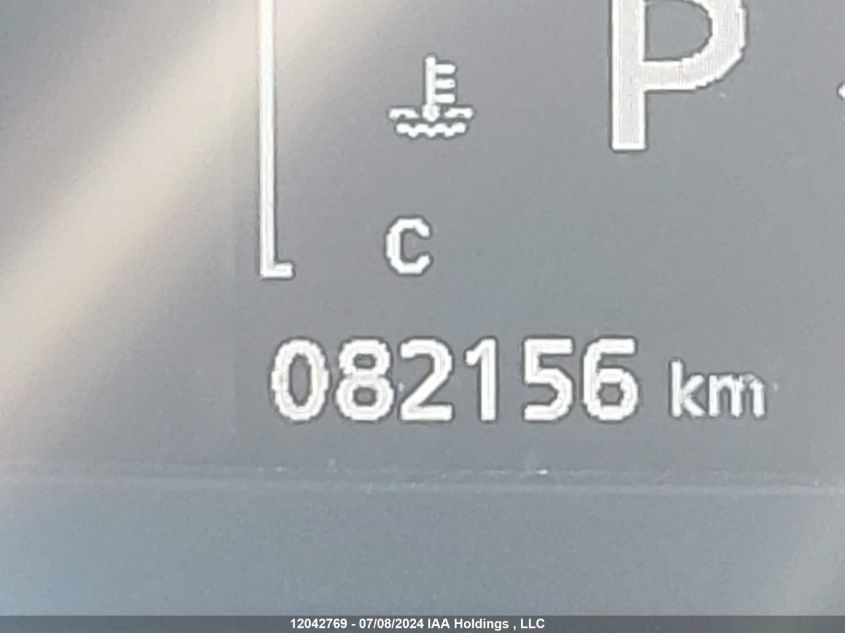 P
C
082156 km
12042769 - 07/08/2024 IAA Holdings , LLC